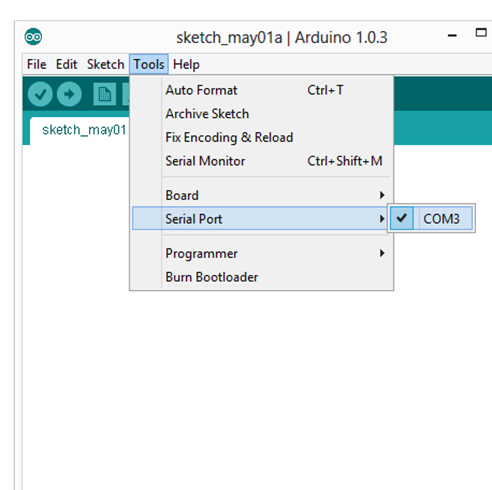 sketch_may01a | Arduino 1.0.3
File Edit Sketch Tools Help
Auto Format Ctrl+T
sketch_may01
Archive Sketch
Fix Encoding & Reload
Serial Monitor Ctrl+Shift+M
Board
Serial Port
COM3
Programmer
Burn Bootloader